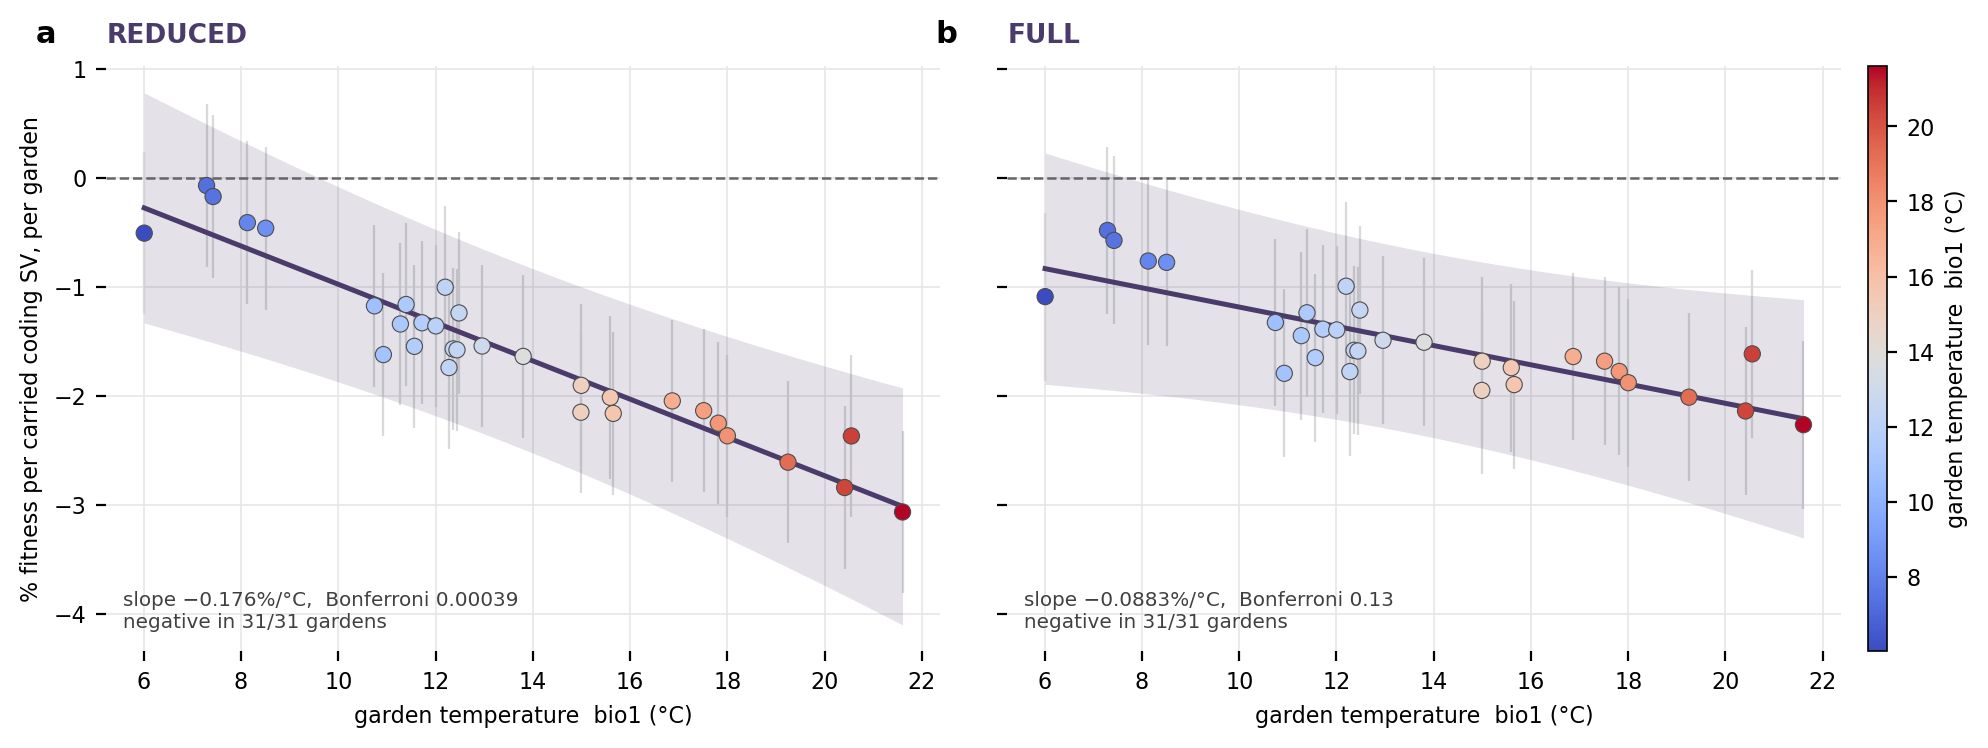 a REDUCED
b FULL
% fitness per carried coding SV, per garden
1
0
−1
−2
−3
−4
slope −0.176%/°C,  Bonferroni 0.00039
negative in 31/31 gardens
6 8 10 12 14 16 18 20 22
garden temperature  bio1 (°C)
slope −0.0883%/°C,  Bonferroni 0.13
negative in 31/31 gardens
6 8 10 12 14 16 18 20 22
garden temperature  bio1 (°C)
20
18
16
14
12
10
8
garden temperature  bio1 (°C)